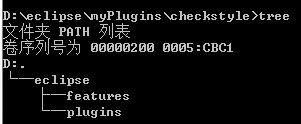 D:\eclipse\myPlugins\checkstyle>tree
文件夹 PATH 列表
卷序列号为 00000200 0005:CBC1
D:.
└─eclipse
    ├─features
    └─plugins